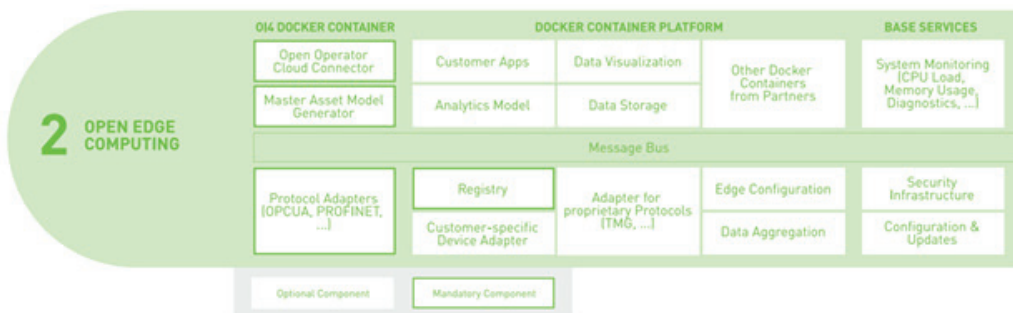 OI4 DOCKER CONTAINER
DOCKER CONTAINER PLATFORM
BASE SERVICES
2
OPEN EDGE
COMPUTING
Open Operator
Cloud Connector
Customer Apps
Data Visualization
Other Docker
Containers
from Partners
System Monitoring
(CPU Load,
Memory Usage,
Diagnostics, ...)
Master Asset Model
Generator
Analytics Model
Data Storage
Message Bus
Protocol Adapters
(OPCUA, PROFINET,
...)
Registry
Adapter for
proprietary Protocols
(TMG, ...)
Edge Configuration
Security
Infrastructure
Customer-specific
Device Adapter
Data Aggregation
Configuration &
Updates
Optional Component
Mandatory Component